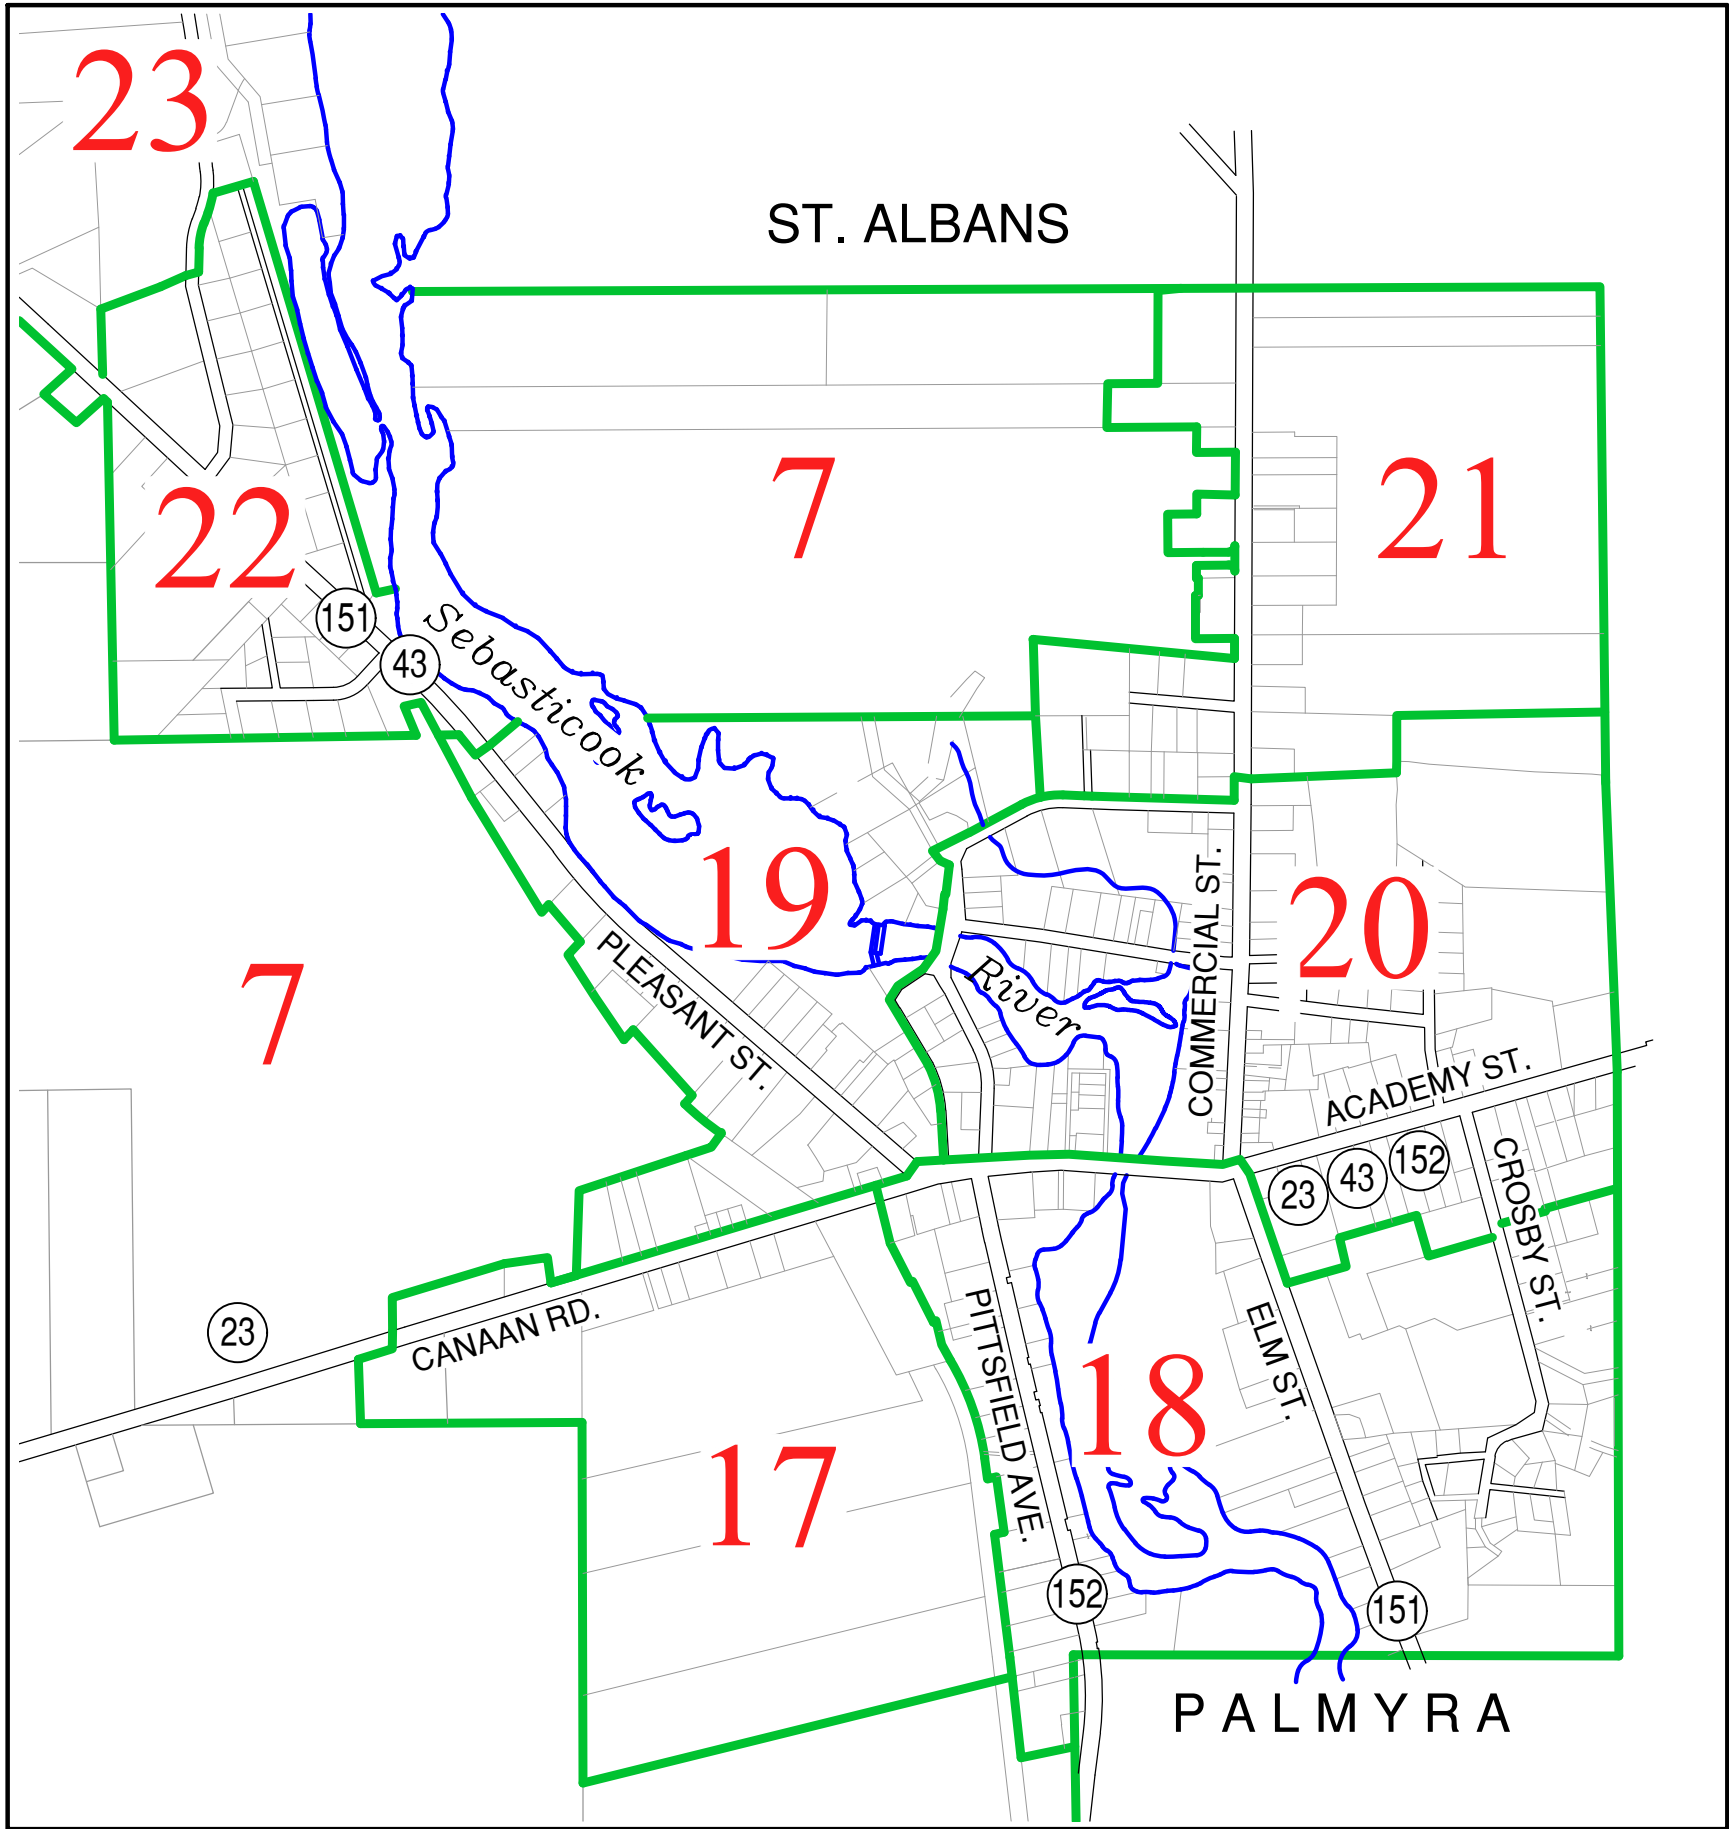 23
ST. ALBANS
7
21
22
151
43
Sebasticook
19
20
COMMERCIAL ST.
PLEASANT ST.
River
7
ACADEMY ST.
23
43
152
CROSBY ST.
23
CANAAN RD.
PITTSFIELD AVE.
ELM ST.
18
17
152
151
PALMYRA